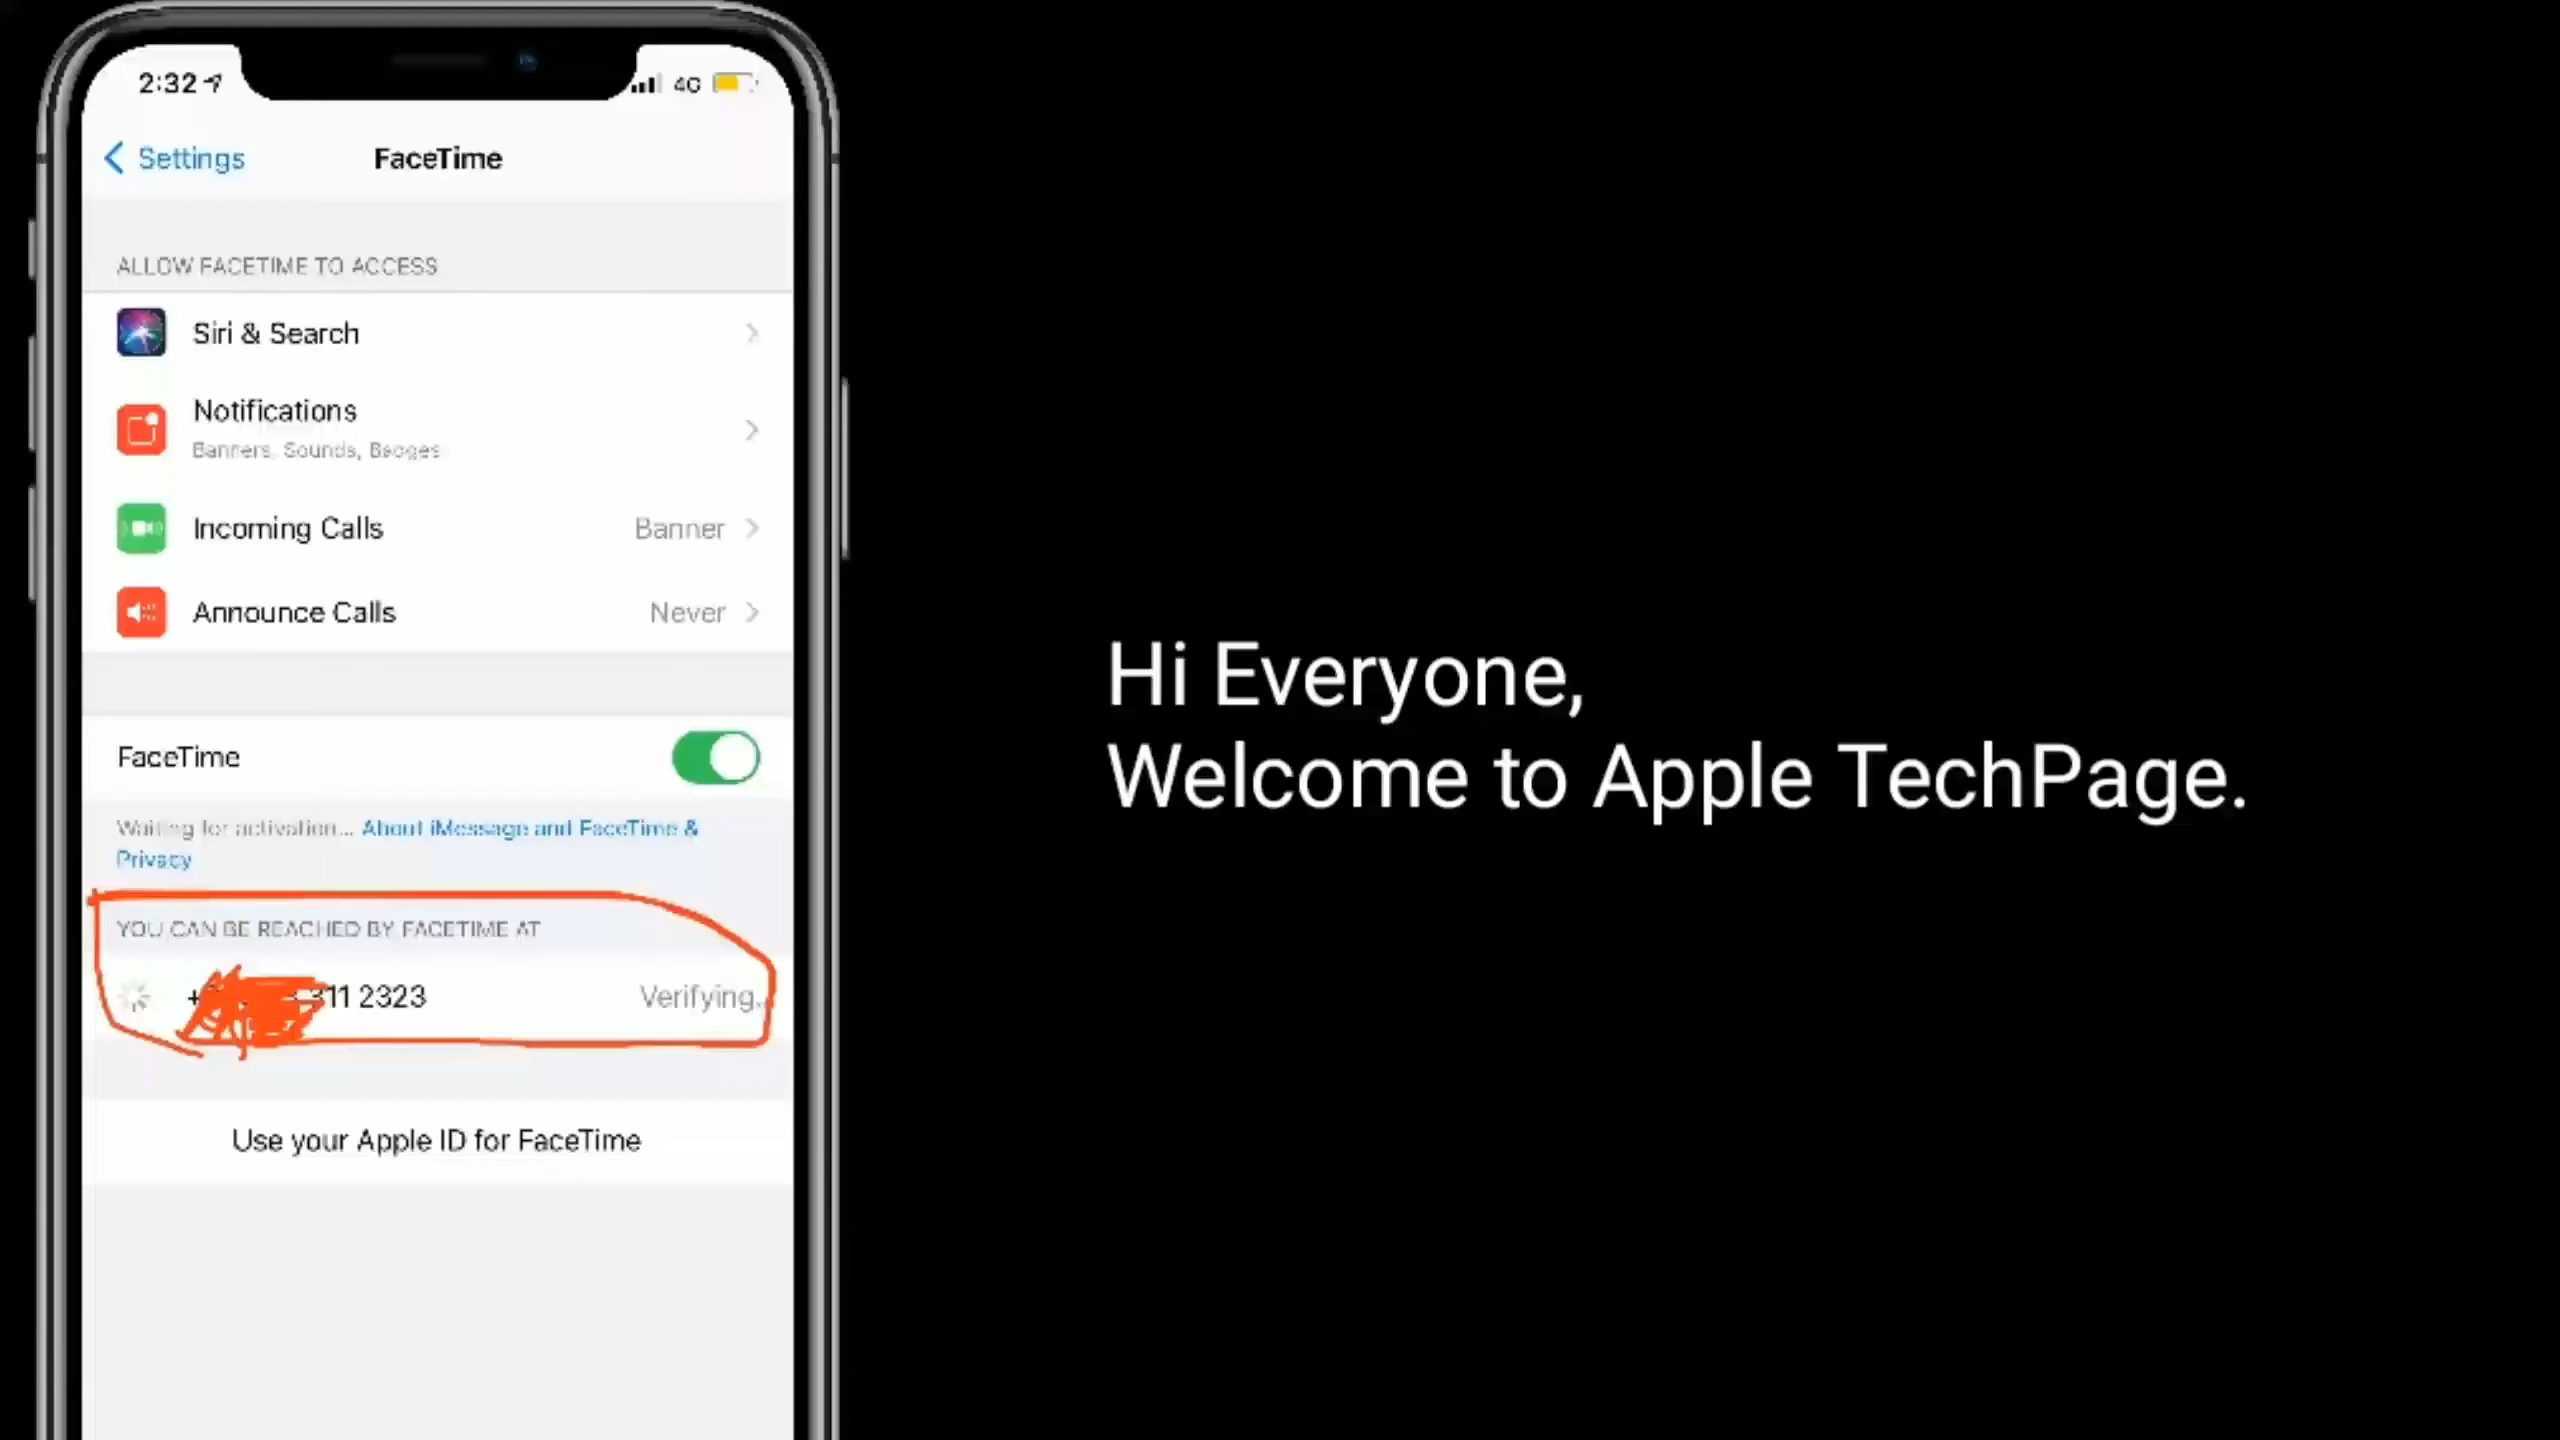 2:32
4G
Settings
FaceTime
ALLOW FACETIME TO ACCESS
Siri & Search
Notifications
Banners, Sounds, Badges
Incoming Calls Banner
Announce Calls Never
FaceTime
Waiting for activation... About iMessage and FaceTime &
Privacy
YOU CAN BE REACHED BY FACETIME AT
+ 311 2323 Verifying..
Use your Apple ID for FaceTime
Hi Everyone,
Welcome to Apple TechPage.